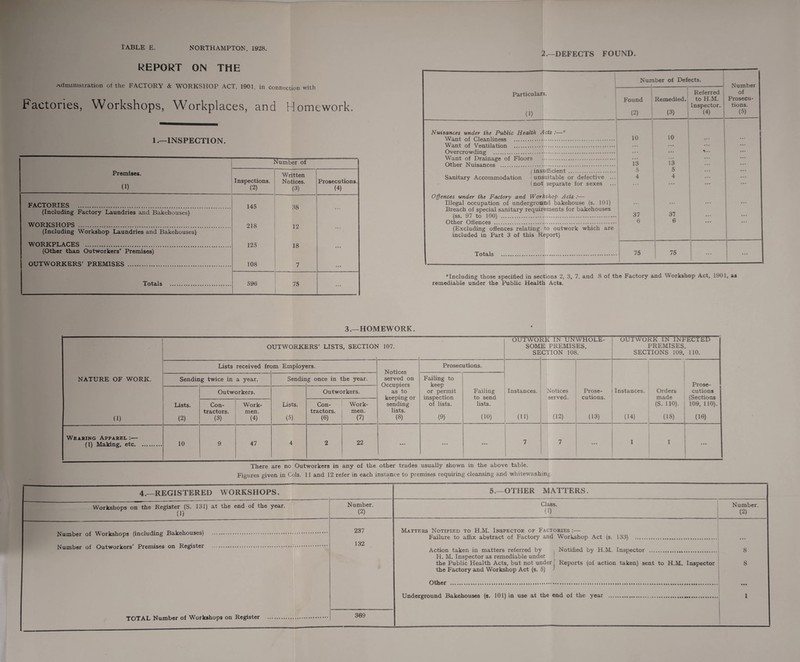 TABLE E. NORTHAMPTON, 1928.
REPORT ON THE
Administration of the FACTORY & WORKSHOP ACT, 1901, in connection with
Factories, Workshops, Workplaces, and Homework.
1.—INSPECTION.
Premises. Number of
Inspections. Written Notices. Prosecutions.
(1) (2) (3) (4)
FACTORIES 145 38 ...
(Including Factory Laundries and Bakehouses)
WORKSHOPS 218 12
(Including Workshop Laundries and Bakehouses)
WORKPLACES 125 18 ...
(Other than Outworkers' Premises)
OUTWORKERS' PREMISES 108 7 ...
Totals 596 75 ...
2.—DEFECTS FOUND.
Particulars. Number of Defects. Number of Prosecutions.
Found Remedied. Referred to H.M. Inspector.
(1) (2) (3) (4) (5)
Nuisances under the Public Health Acts :—*
Want of Cleanliness 10 10 ... ...
Want of Ventilation ... ... ... ...
Overcrowding ... ... ... ...
Want of Drainage of Floors ... ... ... ...
Other Nuisances 13 13 ... ...
Sanitary Accommodation
insufficient 5 5 ... ...
unsuitable or defective ... 4 4 ... ...
not separate for sexes ... ... ... ... ...
Offences under the Factory and Workshop Acts :—
Illegal occupation of underground bakehouse (s. 101) ... ... ... ...
Breach of special sanitary requirements for bakehouses
(ss. 97 to 100) 37 37 ... ...
Other Offences 6 6 ... ...
(Excluding offences relating to outwork which are
included in Part 3 of this Report)
Totals 75 75 ... ...
*Including those specified in sections 2, 3, 7, and 8 of the Factory and Workshop Act, 1901, as
remediable under the Public Health Acts.
3.—HOMEWORK.
NATURE OF WORK.
OUTWORKERS' LISTS, SECTION 107.
OUTWORK IN UNWHOLESOME PREMISES, SECTION 108.
OUTWORK IN INFECTED PREMISES, SECTIONS 109, 110.
Lists received from Employers.
Notices served on Occupiers as to keeping or sending lists.
Prosecutions.
Sending twice in a year. Sending once in the year.
Failing to keep or permit inspection of lists.
Failing to send lists.
Instances. Notices served. Prosecutions.
Instances. Orders made (S. 110). Prosecutions (Sections 109, 110).
Lists. Outworkers. Lists. Outworkers.
Contractors. Workmen. Contractors. Workmen.
(1) (2) (3) (4) (5) (6) (7) (8) (9) (10) (11) (12) (13) (14) (15) (16)
WEARING APPAREL :—
(1) Making, etc. 10 9 47 4 2 22 ... ... ... 7 7 ... 1 1 ...
There are no Outworkers in any of the other trades usually shown in the above table.
Figures given in Cols. 11 and 12 refer in each instance to premises requiring cleansing and whitewashing.
4.—REGISTERED WORKSHOPS.
Workshops on the Register (S. 131) at the end of the year. Number.
(1) (2)
Number of Workshops (including Bakehouses) 237
Number of Outworkers' Premises on Register 132
TOTAL Number of Workshops on Register 369
5.—OTHER MATTERS.
Class. Number.
(1) (2)
MATTERS NOTIFIED TO H.M. INSPECTOR OF FACTORIES :—
Failure to affix abstract of Factory and Workshop Act (s. 133) ...
Action taken in matters referred by H. M. Inspector as remediable under the Public Health Acts, but not under the Factory and Workshop Act (s. 5)
Notified by H.M. Inspector 8
Reports (of action taken) sent to H.M. Inspector 8
Other ...
Underground Bakehouses (s. 101) in use at the end of the year 1